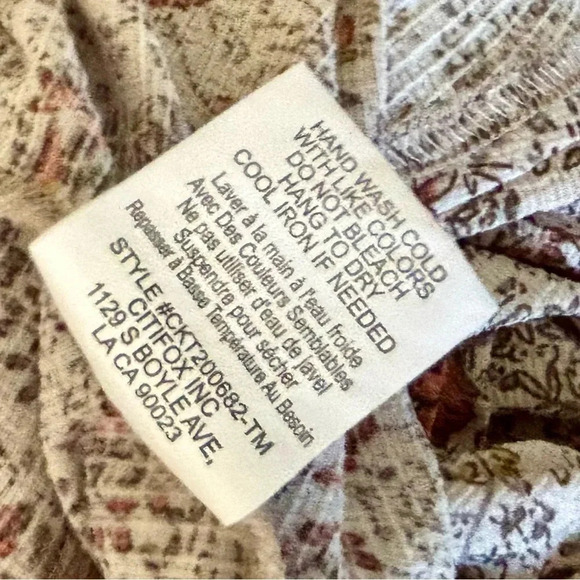 HAND WASH COLD
WITH LIKE COLORS
DO NOT BLEACH
HANG TO DRY
COOL IRON IF NEEDED
Laver à la main à l'eau froide
Avec Des Couleurs Semblables
Ne pas utiliser d'eau de javel
Suspendre pour sécher
Repasser à Basse Température Au Besoin
STYLE #CKT200682-TM
CITIFOX INC
1129 S BOYLE AVE,
LA CA 90023